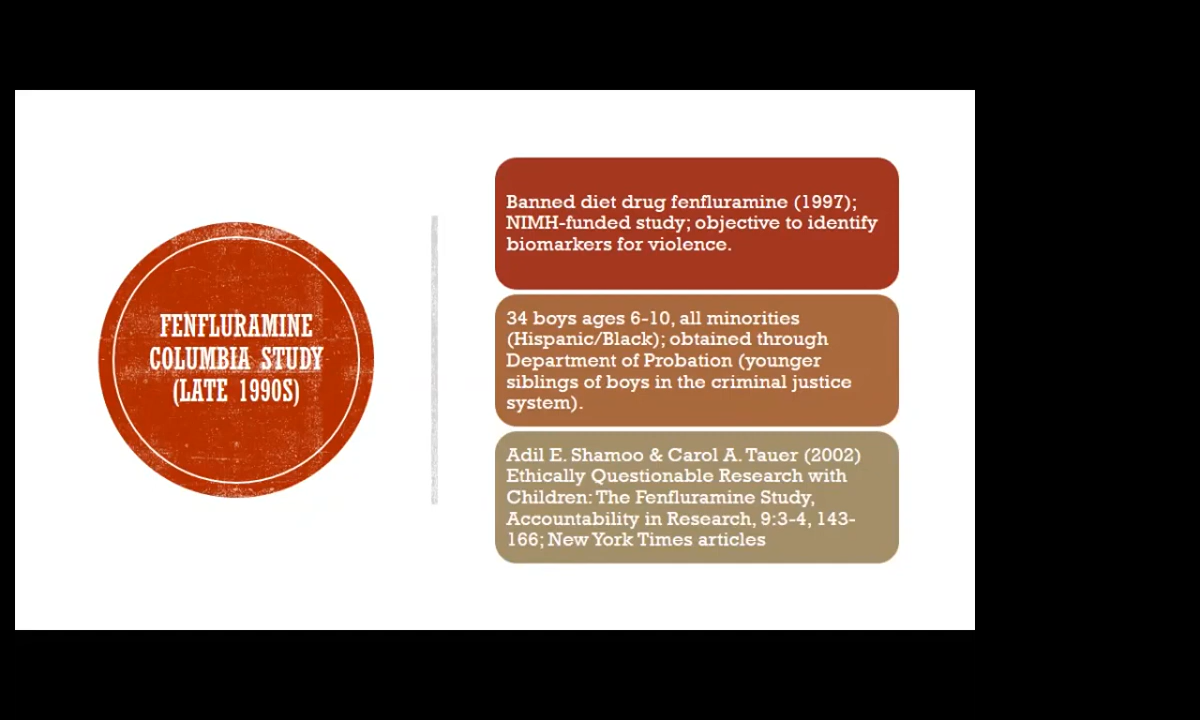 FENFLURAMINE
COLUMBIA STUDY
(LATE 1990S)
Banned diet drug fenfluramine (1997);
NIMH-funded study; objective to identify
biomarkers for violence.
34 boys ages 6-10, all minorities
(Hispanic/Black); obtained through
Department of Probation (younger
siblings of boys in the criminal justice
system).
Adil E. Shamoo & Carol A. Tauer (2002)
Ethically Questionable Research with
Children: The Fenfluramine Study,
Accountability in Research, 9:3-4, 143-
166; New York Times articles